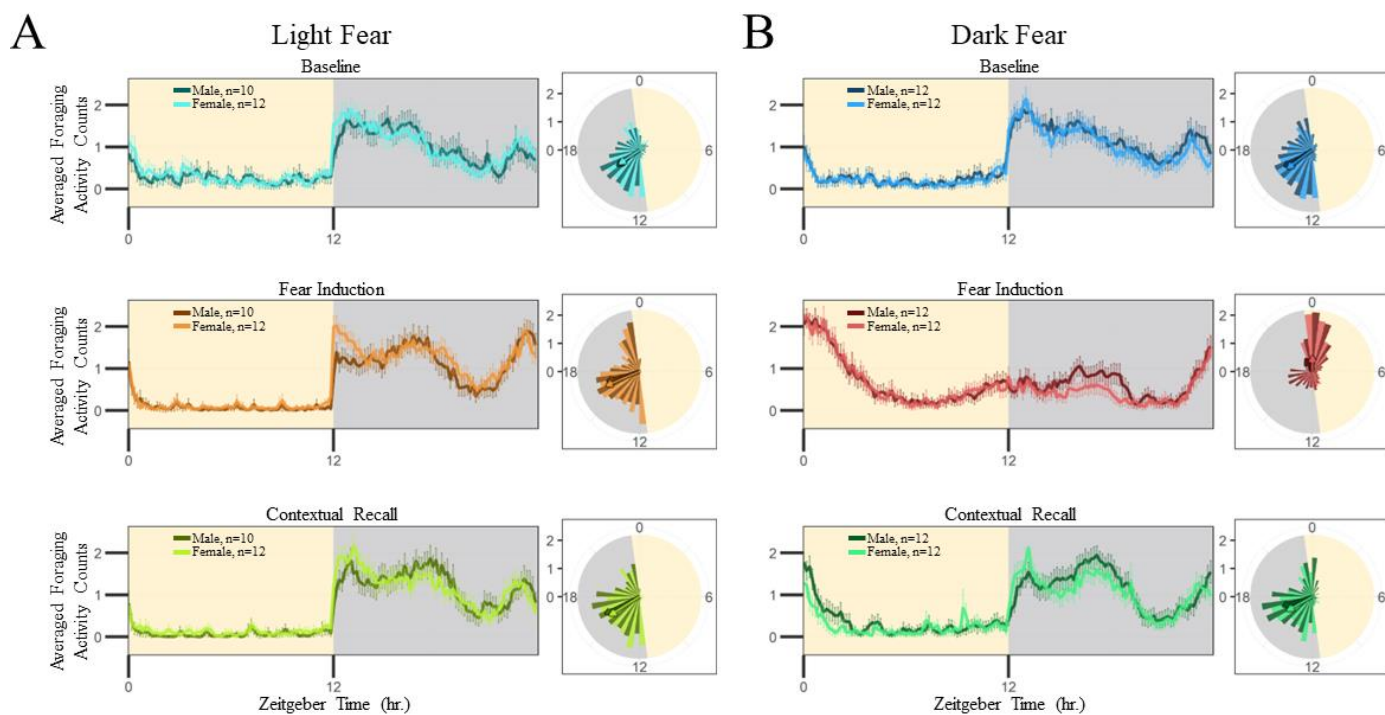 A
Light Fear
Baseline
Averaged Foraging
Activity Counts
2
1
0
Male, n=10
Female, n=12
0
12
0
2
1
0
18
6
12
Fear Induction
Averaged Foraging
Activity Counts
2
1
0
Male, n=10
Female, n=12
0
12
0
2
1
0
18
6
12
Contextual Recall
Averaged Foraging
Activity Counts
2
1
0
Male, n=10
Female, n=12
0
12
Zeitgeber Time (hr.)
0
2
1
0
18
6
12
B
Dark Fear
Baseline
2
1
0
Male, n=12
Female, n=12
0
12
0
2
1
0
18
6
12
Fear Induction
2
1
0
Male, n=12
Female, n=12
0
12
0
2
1
0
18
6
12
Contextual Recall
2
1
0
Male, n=12
Female, n=12
0
12
Zeitgeber Time (hr.)
0
2
1
0
18
6
12